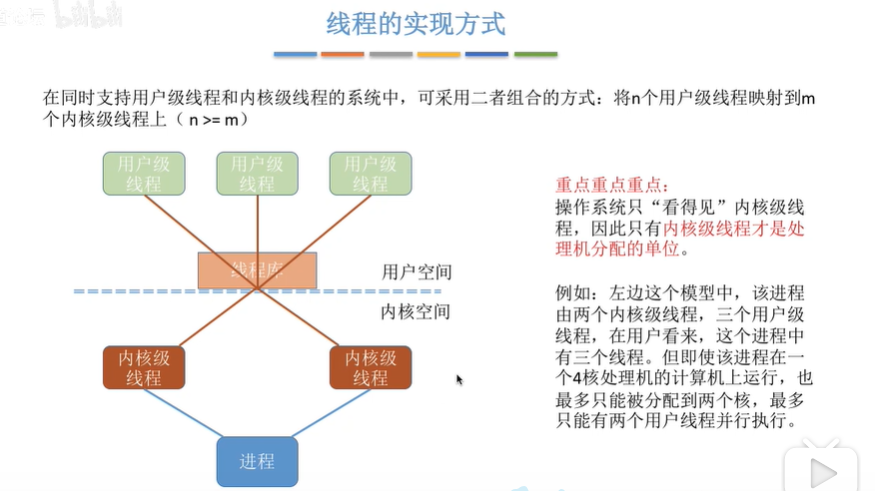 bilibili
线程的实现方式
在同时支持用户级线程和内核级线程的系统中，可采用二者组合的方式：将n个用户级线程映射到m
个内核级线程上（ n >= m）
用户级
线程
用户级
线程
用户级
线程
线程库
用户空间
内核空间
内核级
线程
内核级
线程
进程
重点重点重点：
操作系统只“看得见”内核级线
程，因此只有内核级线程才是处
理机分配的单位。
例如：左边这个模型中，该进程
由两个内核级线程，三个用户级
线程，在用户看来，这个进程中
有三个线程。但即使该进程在一
个4核处理机的计算机上运行，也
最多只能被分配到两个核，最多
只能有两个用户线程并行执行。